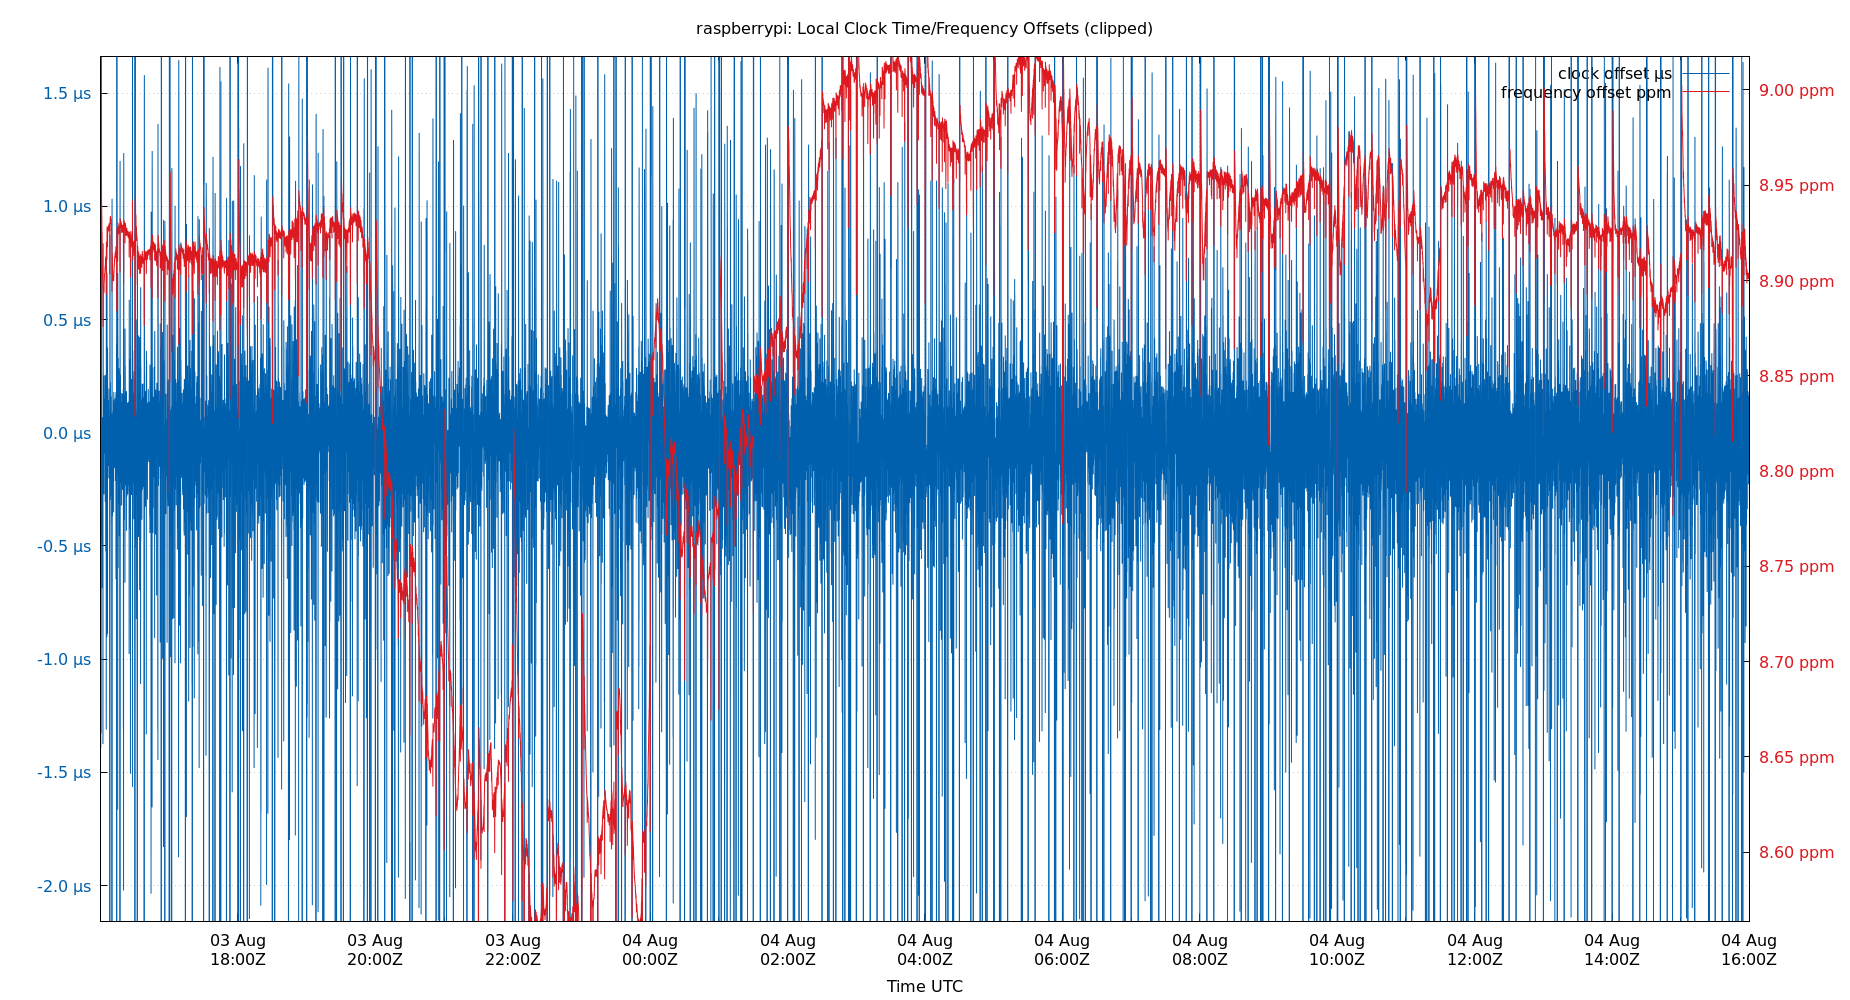 raspberrypi: Local Clock Time/Frequency Offsets (clipped)
clock offset µs
frequency offset ppm
1.5 µs
1.0 µs
0.5 µs
0.0 µs
-0.5 µs
-1.0 µs
-1.5 µs
-2.0 µs
9.00 ppm
8.95 ppm
8.90 ppm
8.85 ppm
8.80 ppm
8.75 ppm
8.70 ppm
8.65 ppm
8.60 ppm
03 Aug 03 Aug 03 Aug 04 Aug 04 Aug 04 Aug 04 Aug 04 Aug 04 Aug 04 Aug 04 Aug 04 Aug
18:00Z 20:00Z 22:00Z 00:00Z 02:00Z 04:00Z 06:00Z 08:00Z 10:00Z 12:00Z 14:00Z 16:00Z
Time UTC